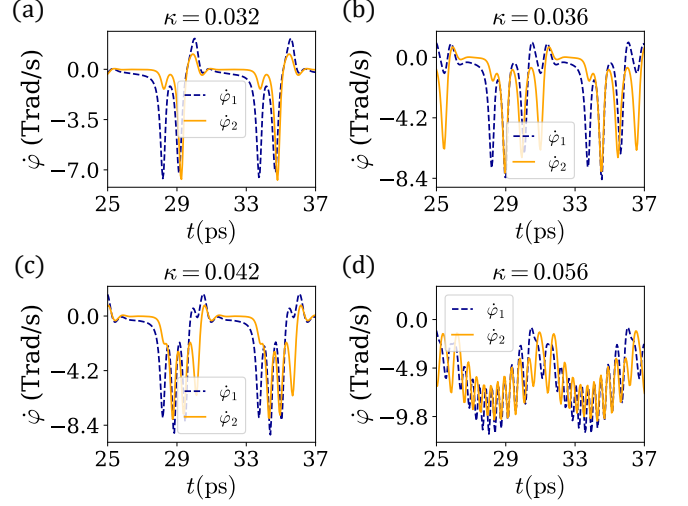 (a)
κ = 0.032
φ̇ (Trad/s)
0.0
−3.5
−7.0
φ̇₁
φ̇₂
25 29 33 37
t(ps)
(b)
κ = 0.036
φ̇ (Trad/s)
0.0
−4.2
−8.4
φ̇₁
φ̇₂
25 29 33 37
t(ps)
(c)
κ = 0.042
φ̇ (Trad/s)
0.0
−4.2
−8.4
φ̇₁
φ̇₂
25 29 33 37
t(ps)
(d)
κ = 0.056
φ̇ (Trad/s)
0.0
−4.9
−9.8
φ̇₁
φ̇₂
25 29 33 37
t(ps)